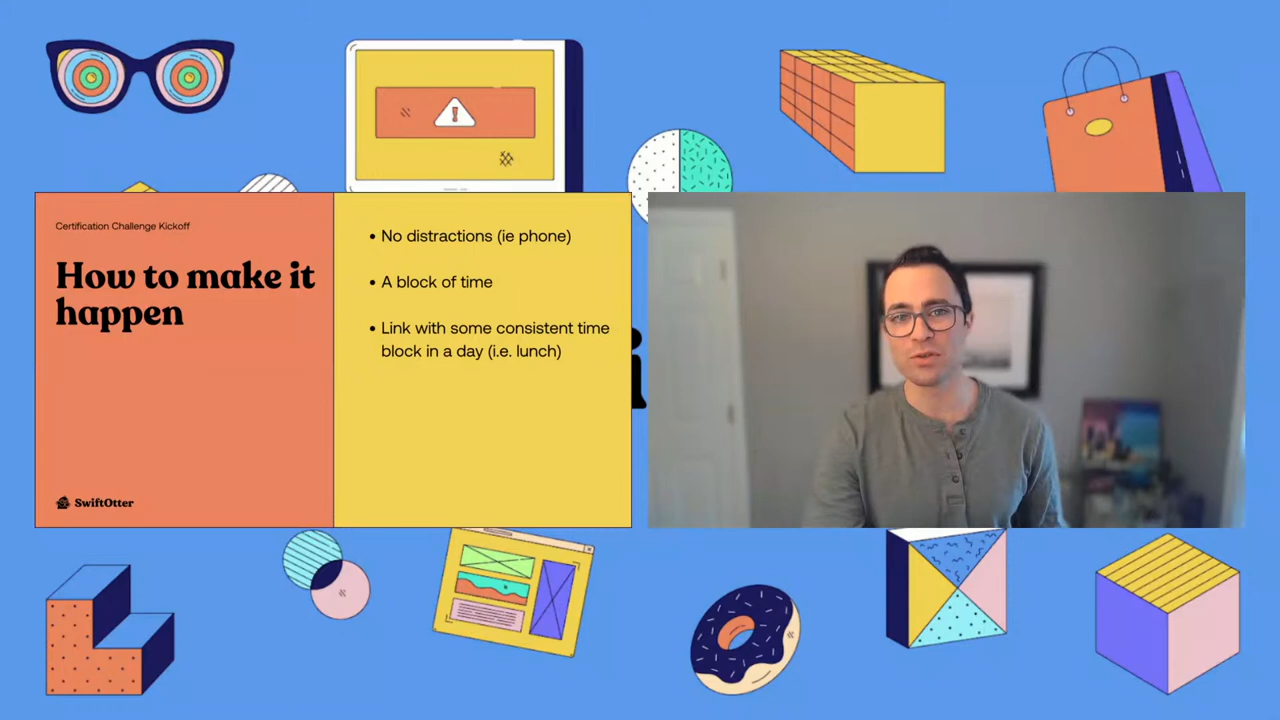 Certification Challenge Kickoff
How to make it
happen
• No distractions (ie phone)
• A block of time
• Link with some consistent time
block in a day (i.e. lunch)
SwiftOtter